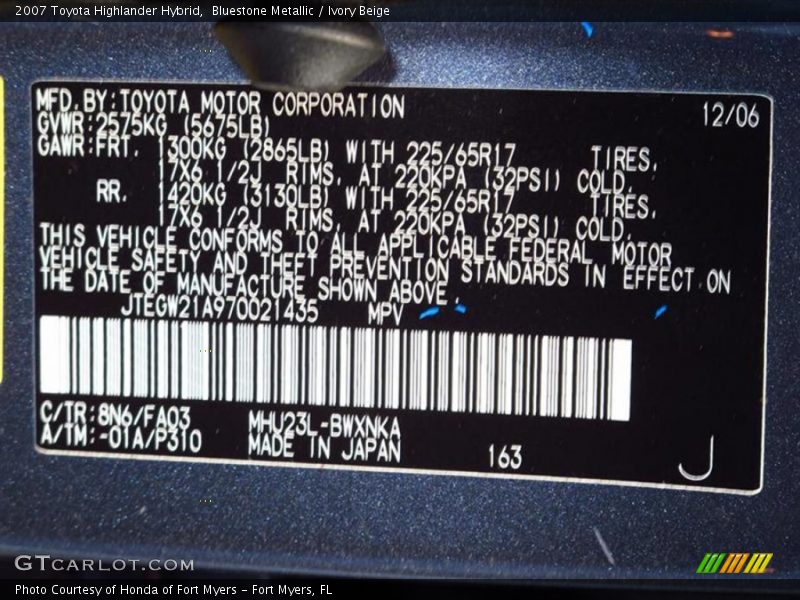 2007 Toyota Highlander Hybrid,  Bluestone Metallic / Ivory Beige
MFD.BY:TOYOTA MOTOR CORPORATION 12/06
GVWR:2575KG (5675LB)
GAWR:FRT. 1300KG (2865LB) WITH 225/65R17 TIRES,
17X6 1/2J RIMS, AT 220KPA (32PSI) COLD.
RR. 1420KG (3130LB) WITH 225/65R17 TIRES,
17X6 1/2J RIMS, AT 220KPA (32PSI) COLD.
THIS VEHICLE CONFORMS TO ALL APPLICABLE FEDERAL MOTOR
VEHICLE SAFETY AND THEFT PREVENTION STANDARDS IN EFFECT ON
THE DATE OF MANUFACTURE SHOWN ABOVE.
JTEGW21A970021435 MPV
C/TR:8N6/FA03 MHU23L-BWXNKA
A/TM:-01A/P310 MADE IN JAPAN 163 J
GTCARLOT.COM
Photo Courtesy of Honda of Fort Myers - Fort Myers, FL